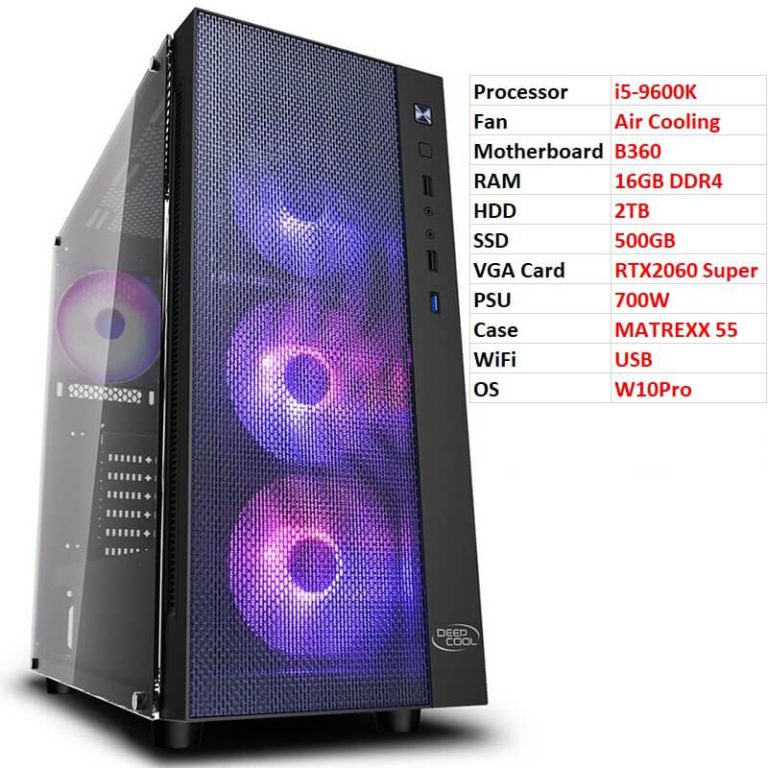 Processor i5-9600K
Fan Air Cooling
Motherboard B360
RAM 16GB DDR4
HDD 2TB
SSD 500GB
VGA Card RTX2060 Super
PSU 700W
Case MATREXX 55
WiFi USB
OS W10Pro
DEEP
COOL